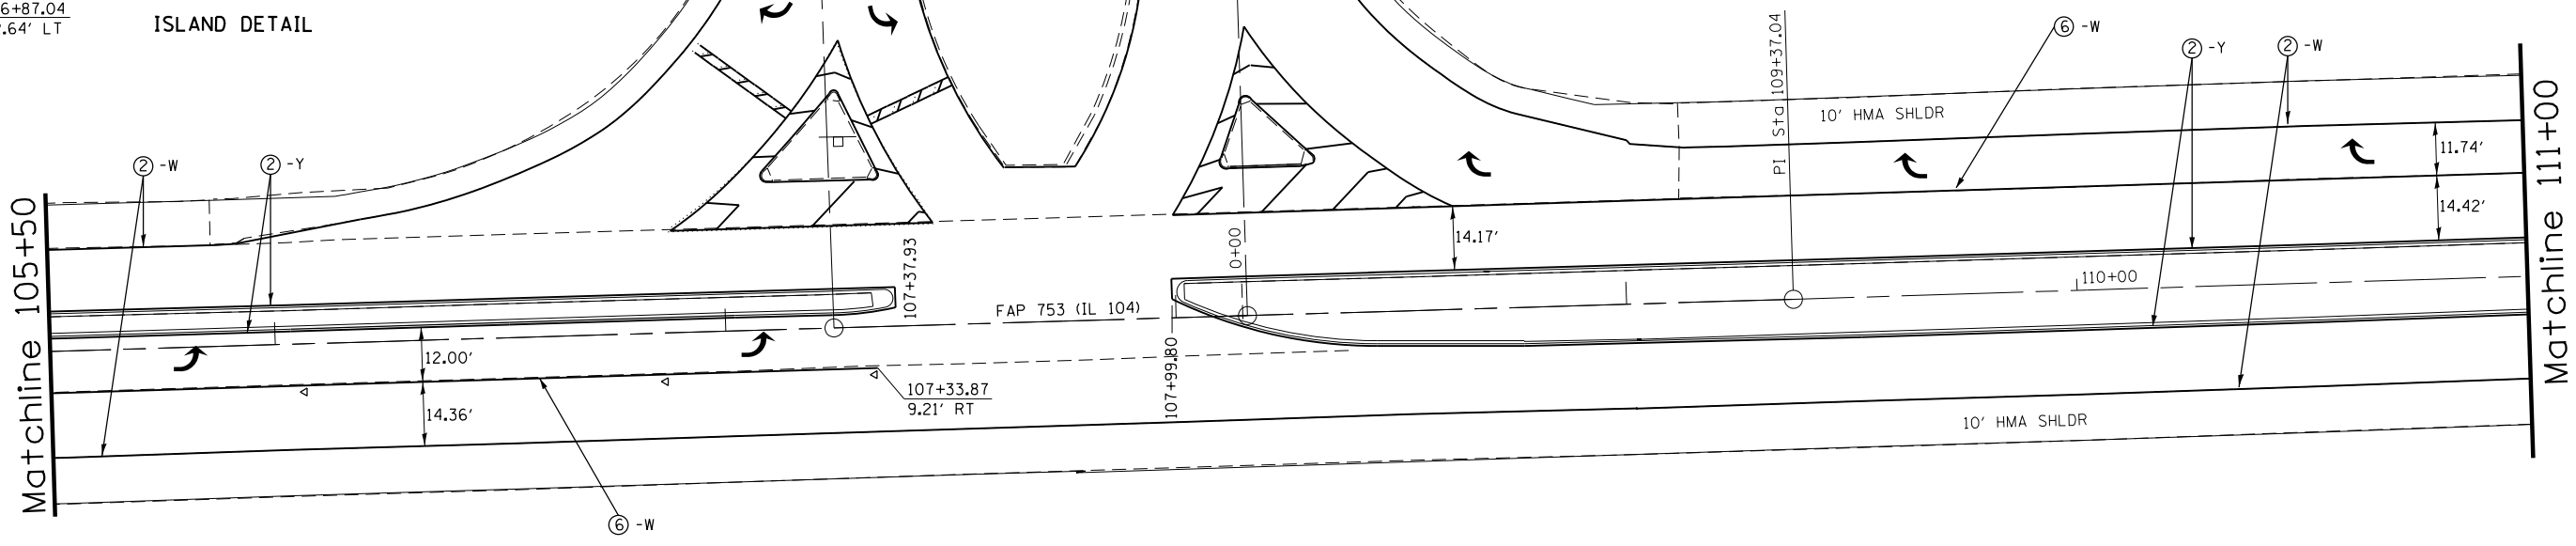 6+87.04
.64' LT
ISLAND DETAIL
6 -W
2 -Y
2 -W
PI Sta 109+37.04
10' HMA SHLDR
Matchline 111+00
11.74'
14.42'
2 -W
2 -Y
Matchline 105+50
14.17'
0+00
107+37.93
110+00
FAP 753 (IL 104)
12.00'
107+99.80
107+33.87
9.21' RT
14.36'
10' HMA SHLDR
6 -W